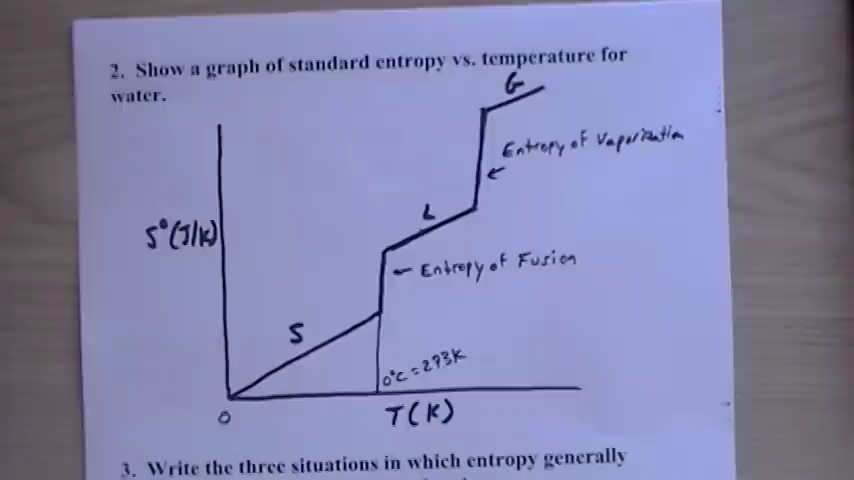 2. Show a graph of standard entropy vs. temperature for
water.
G
Entropy of Vaporization
L
S°(J/K)
Entropy of Fusion
S
0°C = 273K
0
T(K)
3. Write the three situations in which entropy generally